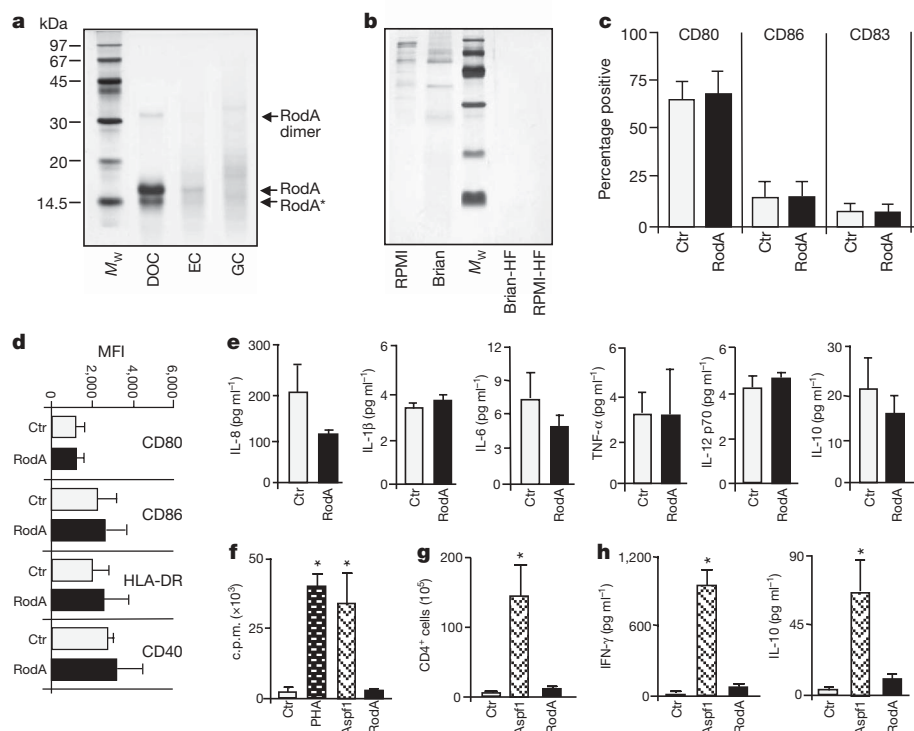 a
kDa
97
67
45
30
20
14.5
RodA
dimer
RodA
RodA*
Mw
DOC
EC
GC
b
RPMI
Brian
Mw
Brian-HF
RPMI-HF
c
Percentage positive
100
75
50
25
0
CD80
CD86
CD83
Ctr
RodA
Ctr
RodA
Ctr
RodA
d
MFI
0
2,000
4,000
6,000
Ctr
RodA
CD80
Ctr
RodA
CD86
Ctr
RodA
HLA-DR
Ctr
RodA
CD40
e
IL-8 (pg ml⁻¹)
300
200
100
0
Ctr
RodA
IL-1β (pg ml⁻¹)
6
4
2
0
Ctr
RodA
IL-6 (pg ml⁻¹)
12
9
6
3
0
Ctr
RodA
TNF-α (pg ml⁻¹)
6
4
2
0
Ctr
RodA
IL-12 p70 (pg ml⁻¹)
6
4
2
0
Ctr
RodA
IL-10 (pg ml⁻¹)
30
20
10
0
Ctr
RodA
f
c.p.m. (×10³)
50
25
0
*
*
Ctr
PHA
Aspf1
RodA
g
CD4⁺ cells (10⁵)
200
100
0
*
Ctr
Aspf1
RodA
h
IFN-γ (pg ml⁻¹)
1,200
600
0
*
Ctr
Aspf1
RodA
IL-10 (pg ml⁻¹)
90
45
0
*
Ctr
Aspf1
RodA